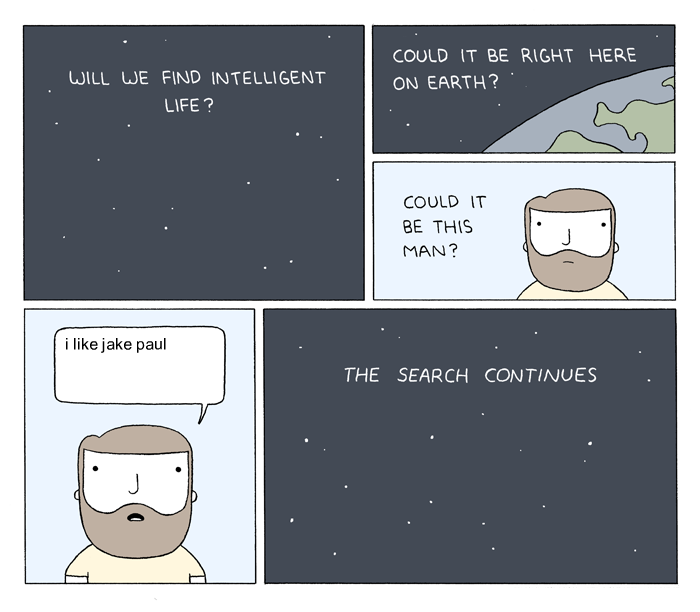 WILL WE FIND INTELLIGENT
LIFE?
COULD IT BE RIGHT HERE
ON EARTH?
COULD IT
BE THIS
MAN?
i like jake paul
THE SEARCH CONTINUES